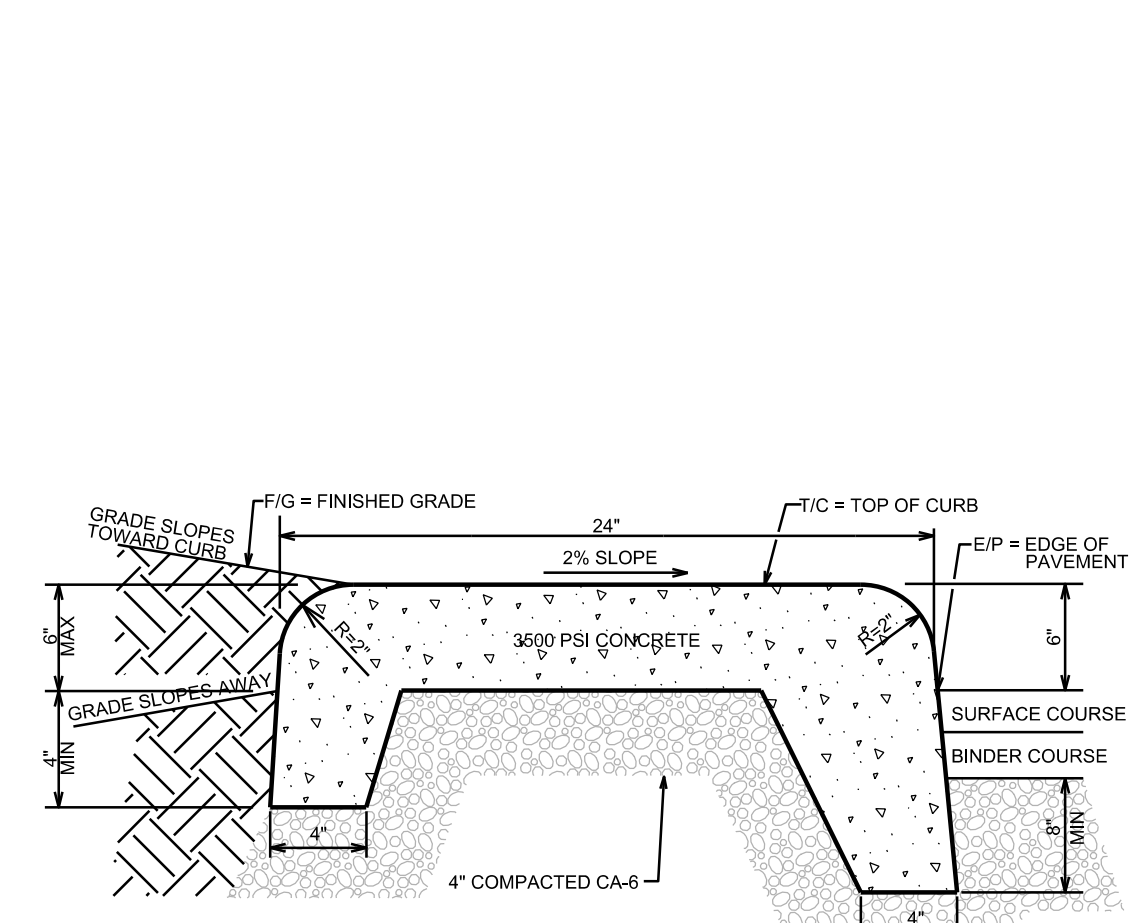 F/G = FINISHED GRADE
T/C = TOP OF CURB
GRADE SLOPES
TOWARD CURB
24"
E/P = EDGE OF
PAVEMENT
2% SLOPE
6"
MAX
R=2"
3500 PSI CONCRETE
R=2"
6"
GRADE SLOPES AWAY
SURFACE COURSE
4"
MIN
BINDER COURSE
4"
8"
MIN
4" COMPACTED CA-6
4"